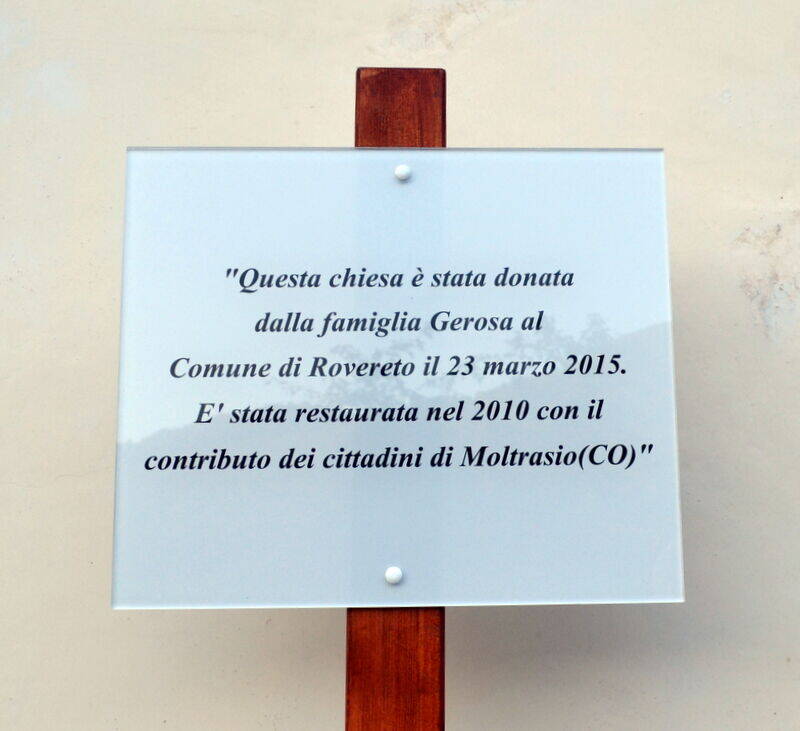 "Questa chiesa è stata donata
dalla famiglia Gerosa al
Comune di Rovereto il 23 marzo 2015.
E' stata restaurata nel 2010 con il
contributo dei cittadini di Moltrasio(CO)"